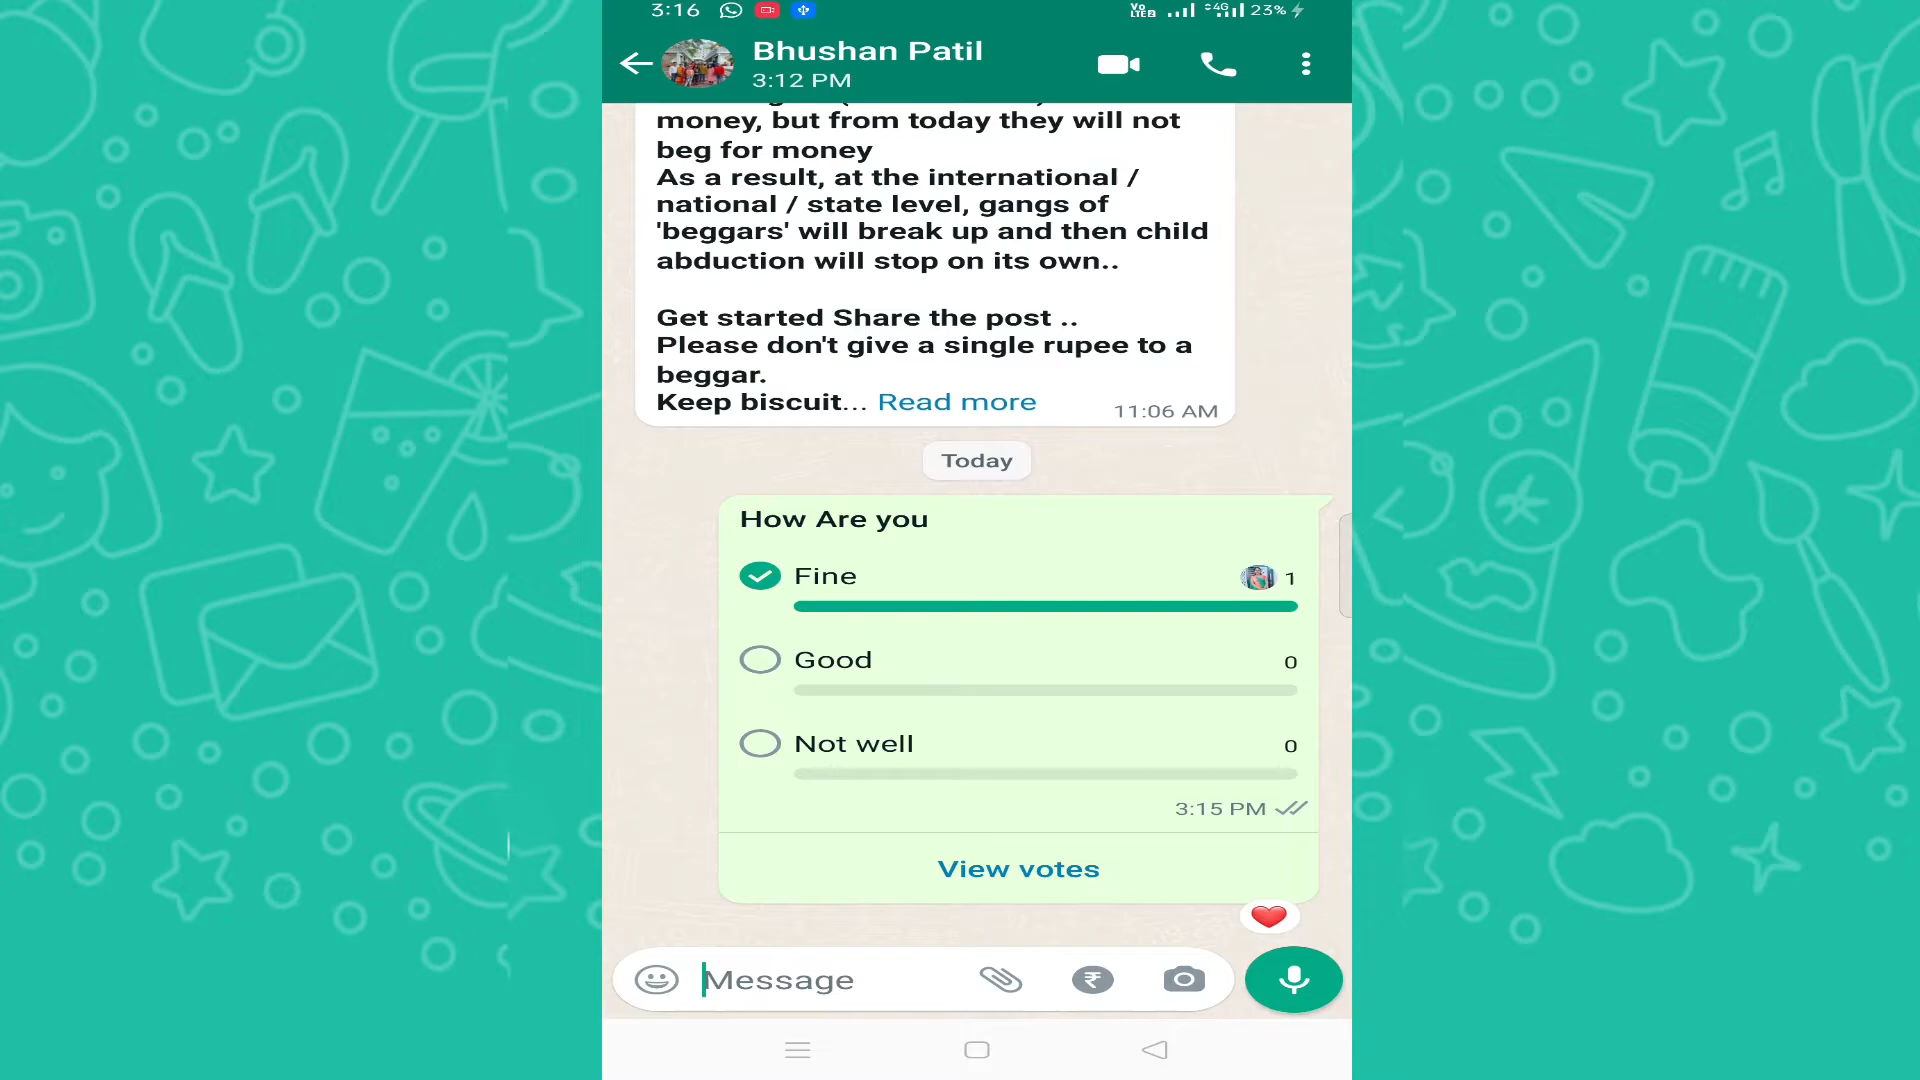 3:16 Vo LTE2 4G 23%
Bhushan Patil
3:12 PM
money, but from today they will not
beg for money
As a result, at the international /
national / state level, gangs of
'beggars' will break up and then child
abduction will stop on its own..
Get started Share the post ..
Please don't give a single rupee to a
beggar.
Keep biscuit... Read more
11:06 AM
Today
How Are you
Fine 1
Good 0
Not well 0
3:15 PM
View votes
Message